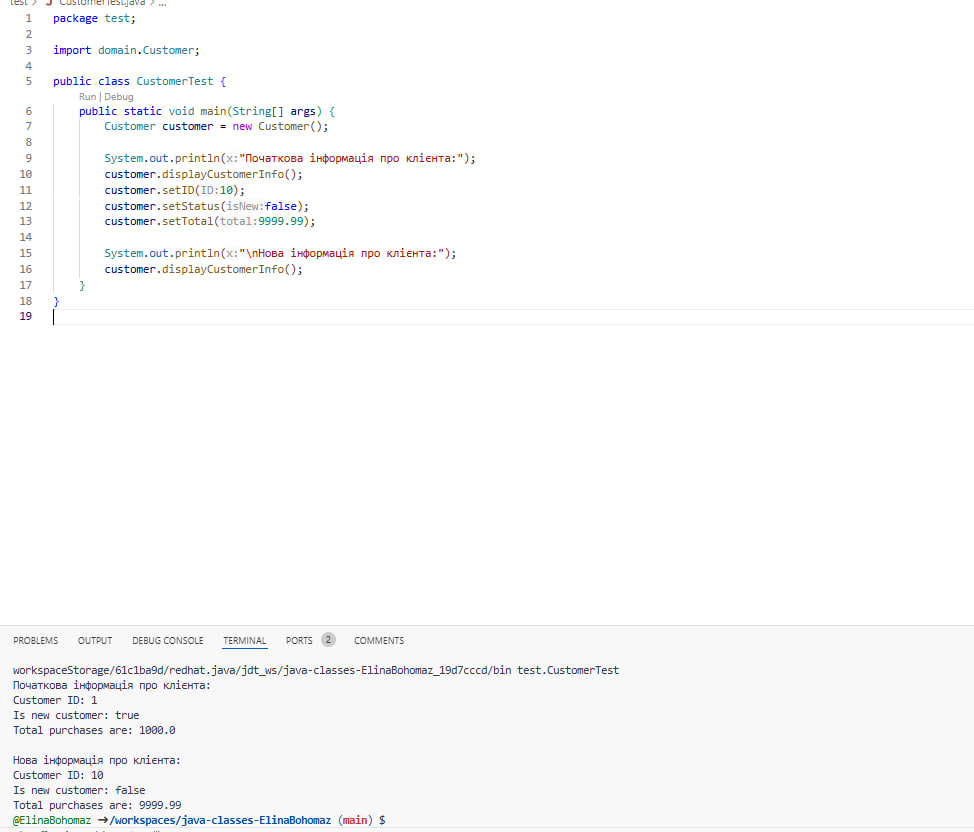 test > J CustomerTest.java > ...
1 package test;
2
3 import domain.Customer;
4
5 public class CustomerTest {
Run | Debug
6 public static void main(String[] args) {
7 Customer customer = new Customer();
8
9 System.out.println(x:"Початкова інформація про клієнта:");
10 customer.displayCustomerInfo();
11 customer.setID(ID:10);
12 customer.setStatus(isNew:false);
13 customer.setTotal(total:9999.99);
14
15 System.out.println(x:"\nНова інформація про клієнта:");
16 customer.displayCustomerInfo();
17 }
18 }
19
PROBLEMS OUTPUT DEBUG CONSOLE TERMINAL PORTS 2 COMMENTS
workspaceStorage/61c1ba9d/redhat.java/jdt_ws/java-classes-ElinaBohomaz_19d7cccd/bin test.CustomerTest
Початкова інформація про клієнта:
Customer ID: 1
Is new customer: true
Total purchases are: 1000.0
Нова інформація про клієнта:
Customer ID: 10
Is new customer: false
Total purchases are: 9999.99
@ElinaBohomaz →/workspaces/java-classes-ElinaBohomaz (main) $